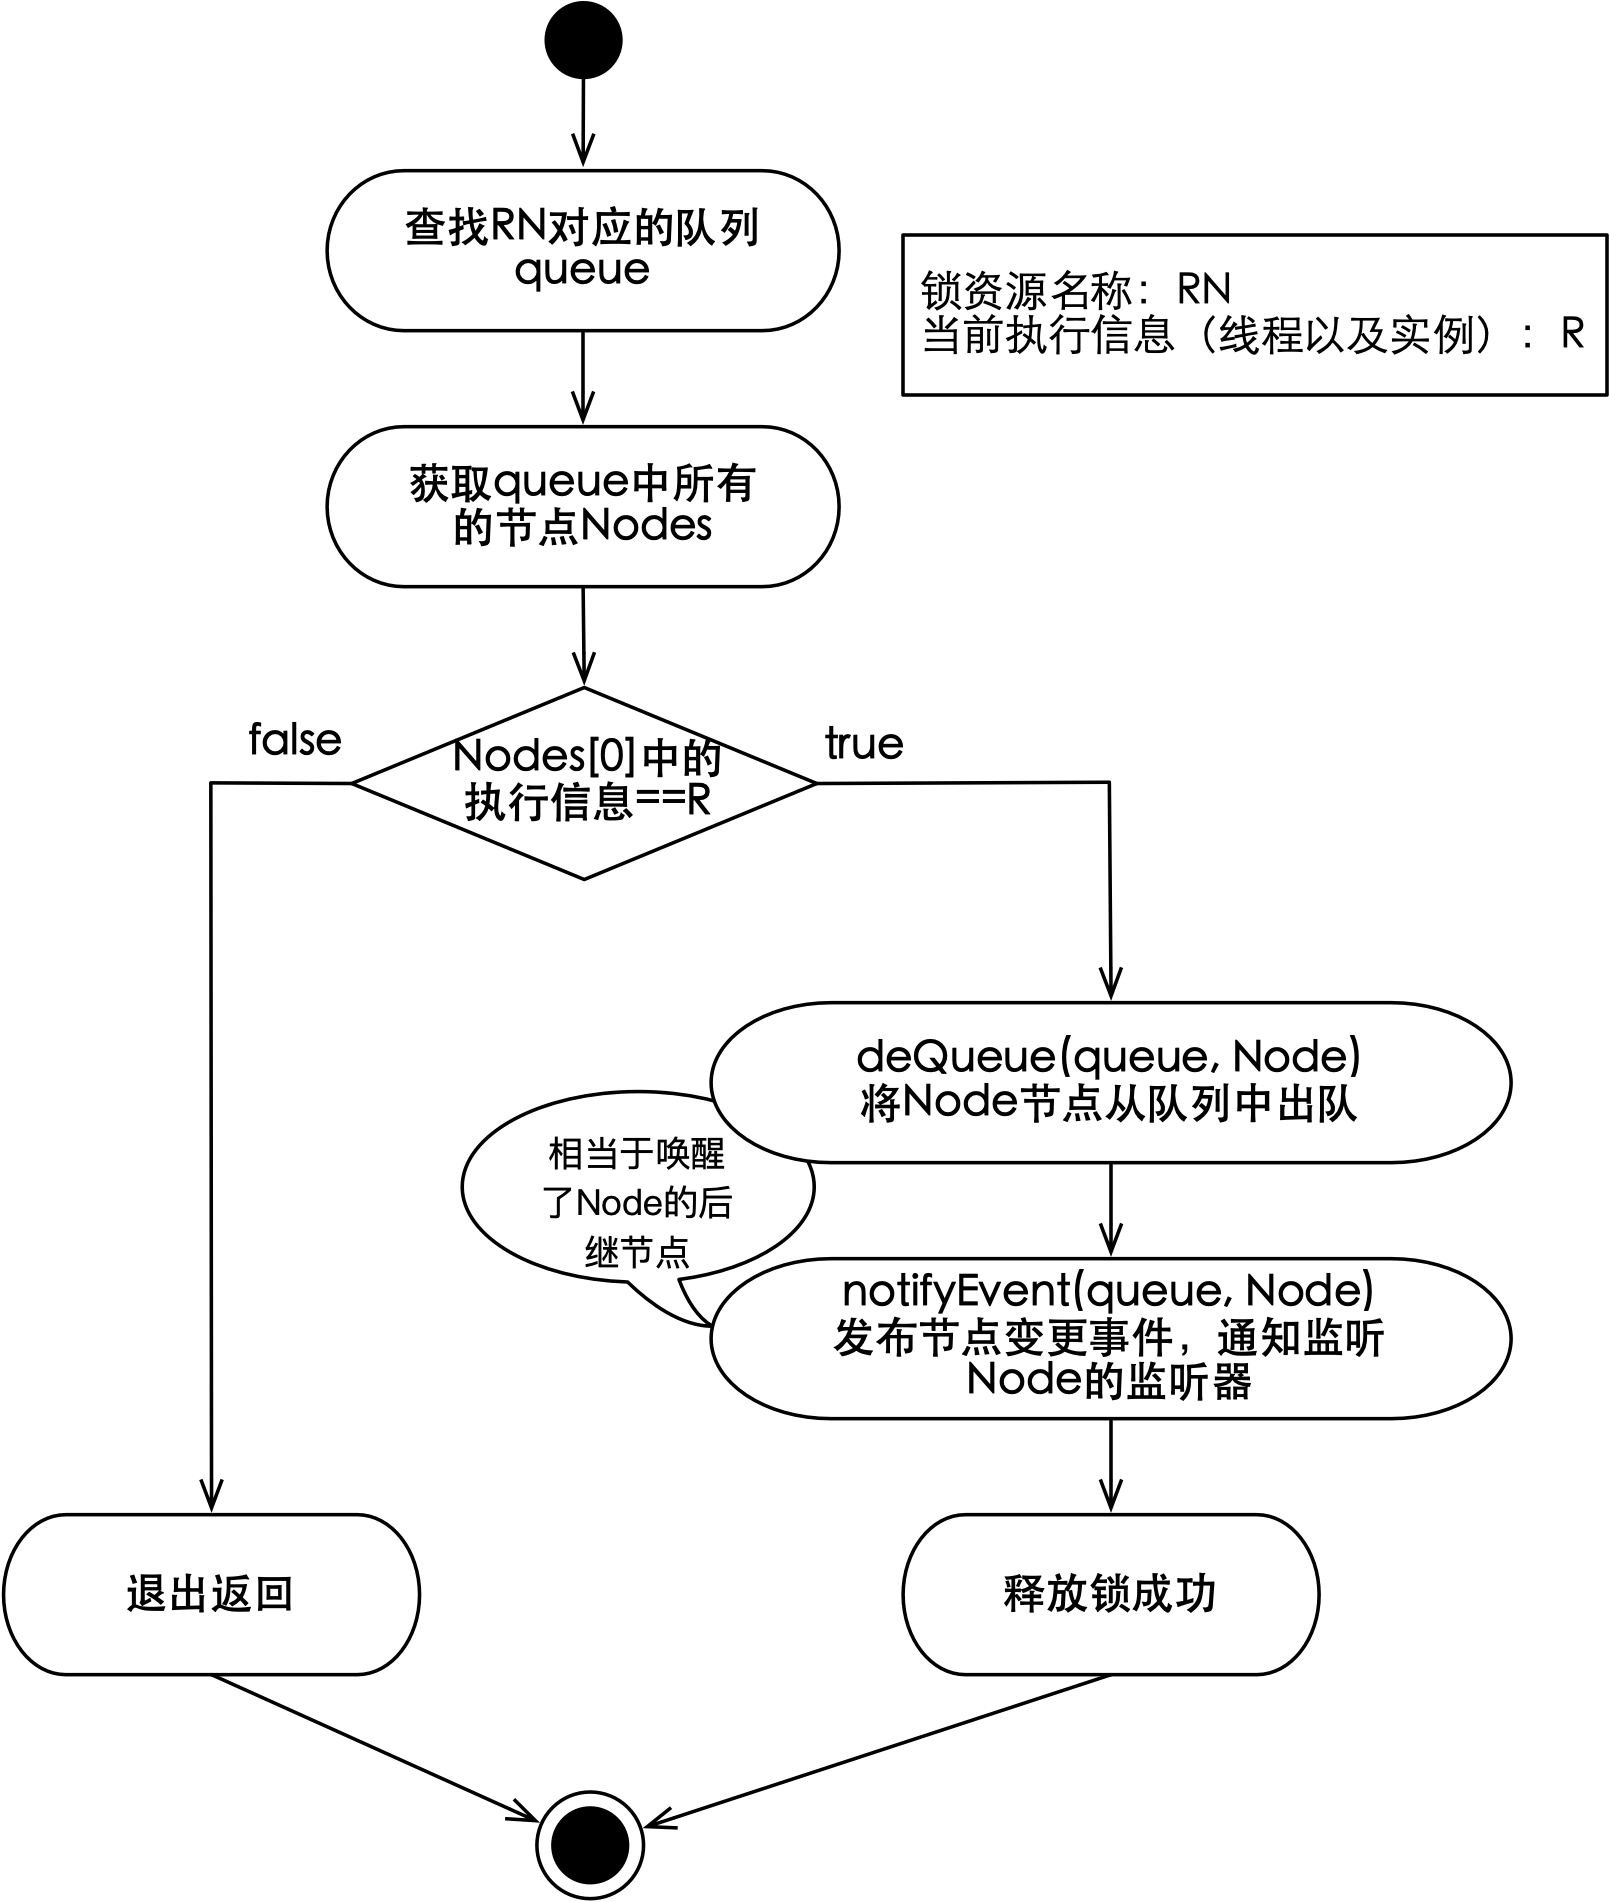 查找RN对应的队列
queue
锁资源名称：RN
当前执行信息（线程以及实例）：R
获取queue中所有
的节点Nodes
false
true
Nodes[0]中的
执行信息==R
deQueue(queue, Node)
将Node节点从队列中出队
相当于唤醒
了Node的后
继节点
notifyEvent(queue, Node)
发布节点变更事件，通知监听
Node的监听器
退出返回
释放锁成功